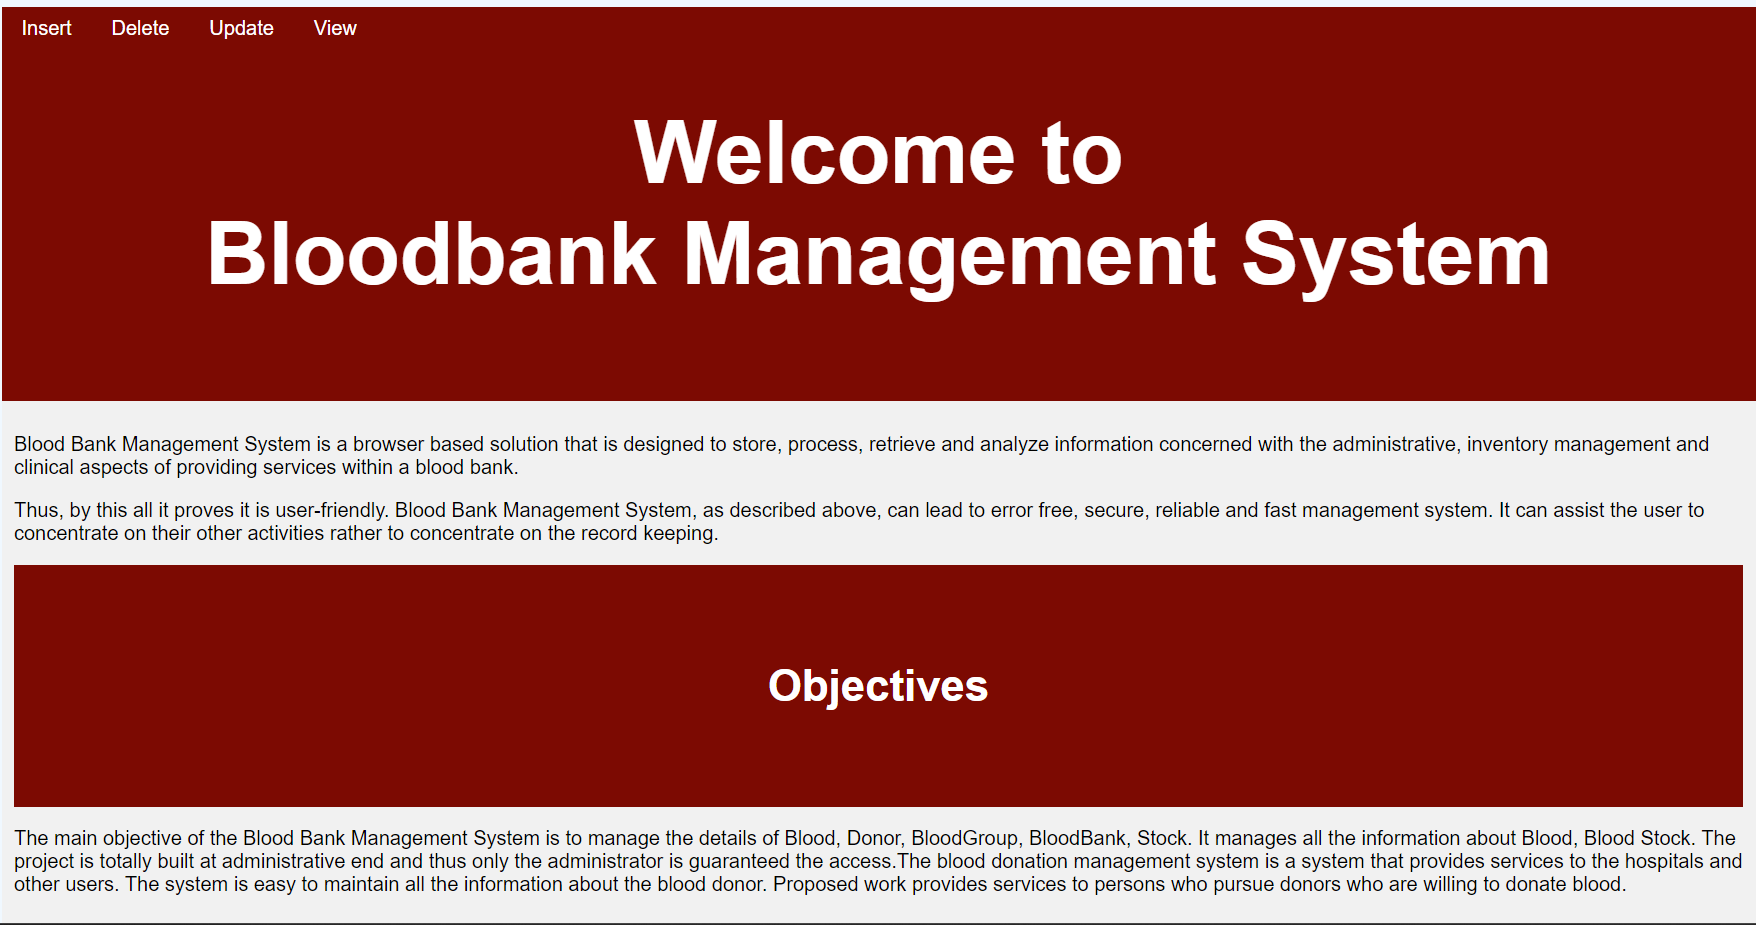 Insert Delete Update View
Welcome to
Bloodbank Management System
Blood Bank Management System is a browser based solution that is designed to store, process, retrieve and analyze information concerned with the administrative, inventory management and
clinical aspects of providing services within a blood bank.
Thus, by this all it proves it is user-friendly. Blood Bank Management System, as described above, can lead to error free, secure, reliable and fast management system. It can assist the user to
concentrate on their other activities rather to concentrate on the record keeping.
Objectives
The main objective of the Blood Bank Management System is to manage the details of Blood, Donor, BloodGroup, BloodBank, Stock. It manages all the information about Blood, Blood Stock. The
project is totally built at administrative end and thus only the administrator is guaranteed the access.The blood donation management system is a system that provides services to the hospitals and
other users. The system is easy to maintain all the information about the blood donor. Proposed work provides services to persons who pursue donors who are willing to donate blood.